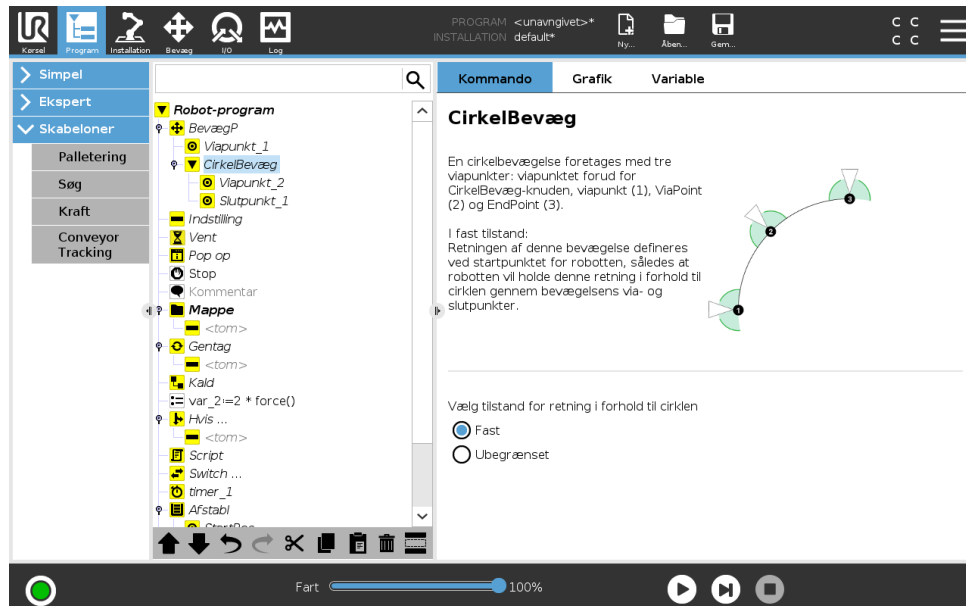 PROGRAM <unavngivet>*
INSTALLATION default*
UR
Kørsel
Program
Installation
Bevæg
I/O
Log
Ny...
Åben...
Gem...
C C
C C
Simpel
Ekspert
Skabeloner
Palletering
Søg
Kraft
Conveyor
Tracking
Robot-program
BevægP
Viapunkt_1
CirkelBevæg
Viapunkt_2
Slutpunkt_1
Indstilling
Vent
Pop op
Stop
Kommentar
Mappe
<tom>
Gentag
<tom>
Kald
var_2:=2 * force()
Hvis ...
<tom>
Script
Switch ...
timer_1
Afstabl
Kommando
Grafik
Variable
CirkelBevæg
En cirkelbevægelse foretages med tre
viapunkter: viapunktet forud for
CirkelBevæg-knuden, viapunkt (1), ViaPoint
(2) og EndPoint (3).
I fast tilstand:
Retningen af denne bevægelse defineres
ved startpunktet for robotten, således at
robotten vil holde denne retning i forhold til
cirklen gennem bevægelsens via- og
slutpunkter.
1
2
3
Vælg tilstand for retning i forhold til cirklen
Fast
Ubegrænset
Fart
100%